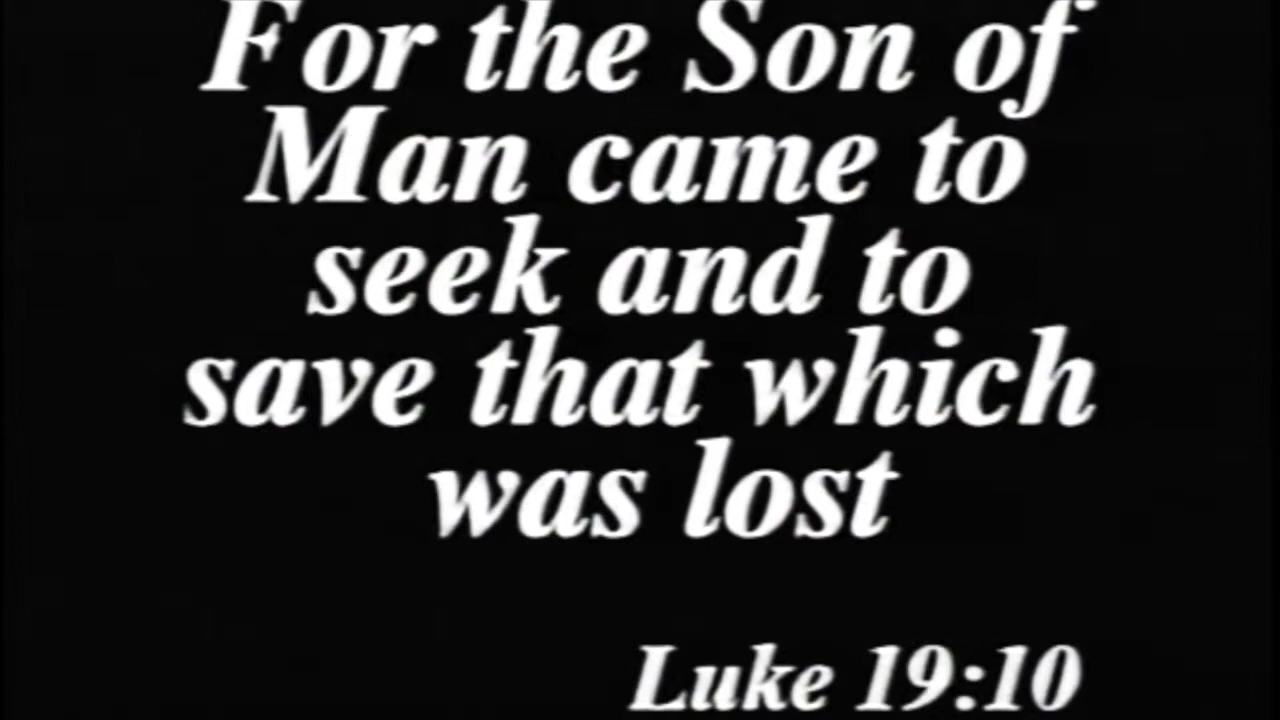 For the Son of
Man came to
seek and to
save that which
was lost
Luke 19:10